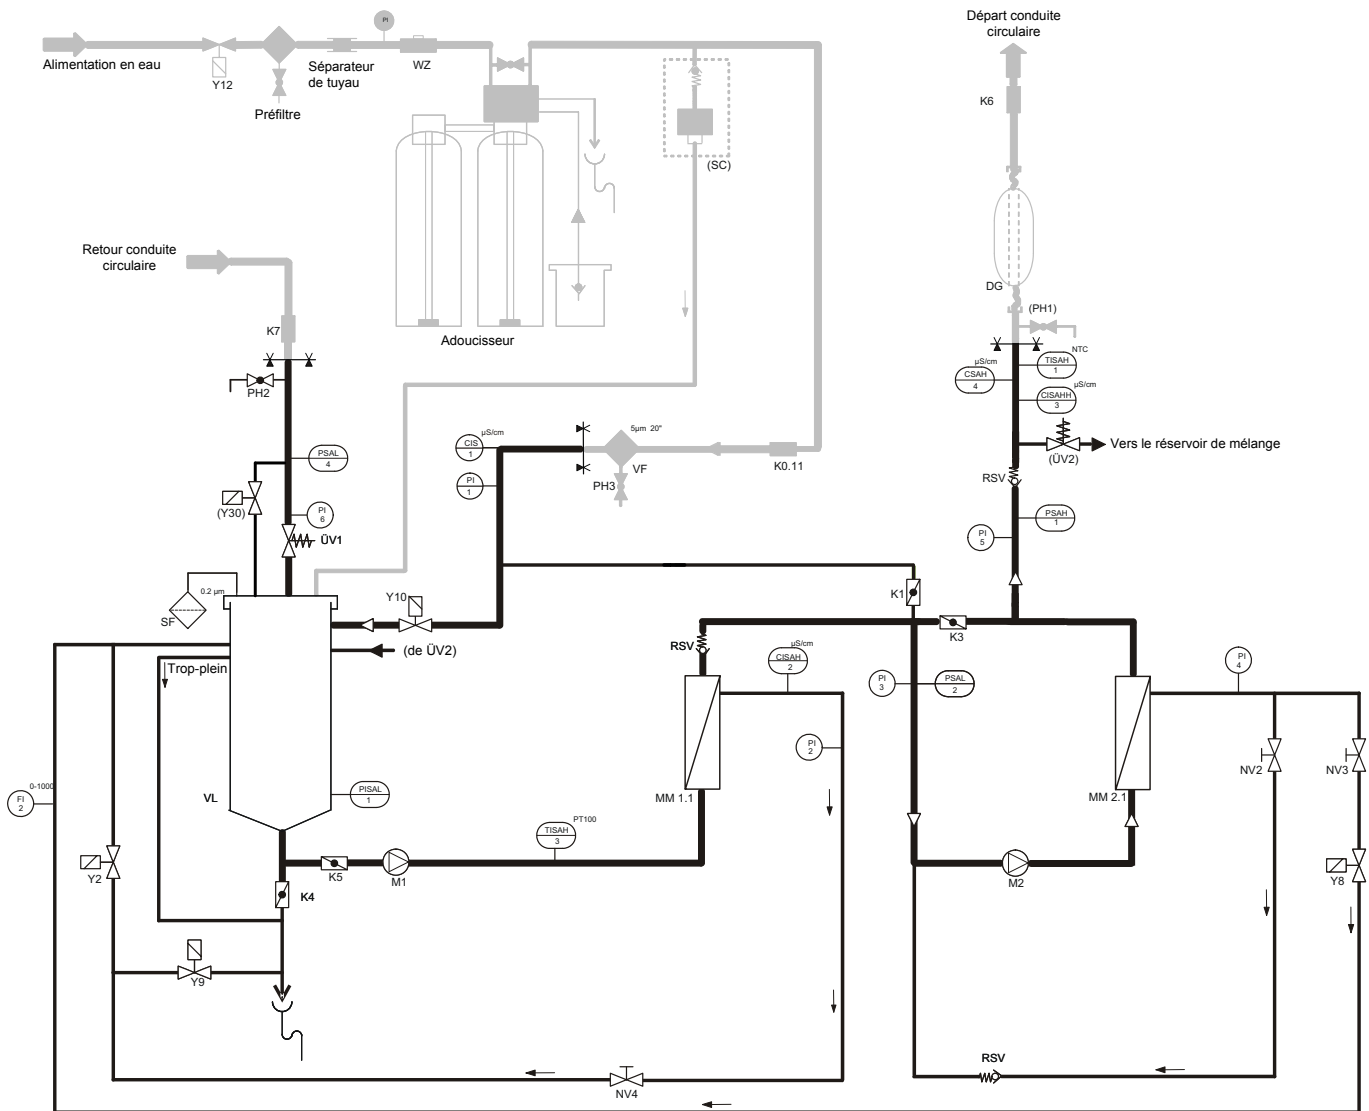 Départ conduite
circulaire
Alimentation en eau
Y12
Préfiltre
Séparateur
de tuyau
PI
WZ
K6
(SC)
Retour conduite
circulaire
K7
Adoucisseur
DG
(PH1)
NTC
TISAH
1
µS/cm
CSAH
4
µS/cm
CISAHH
3
PH2
PSAL
4
(Y30)
PI
6
ÜV1
CIS
1
µS/cm
PI
1
5µm 20"
VF
PH3
K0.11
(ÜV2)
Vers le réservoir de mélange
RSV
PSAH
1
PI
5
0.2 µm
SF
Y10
K1
K3
Trop-plein
(de ÜV2)
RSV
µS/cm
CISAH
2
PI
3
PSAL
2
PI
4
PI
2
NV2
NV3
0-1000
FI
2
VL
PISAL
1
MM 1.1
MM 2.1
PT100
TISAH
3
Y2
K5
M1
M2
Y8
K4
Y9
NV4
RSV